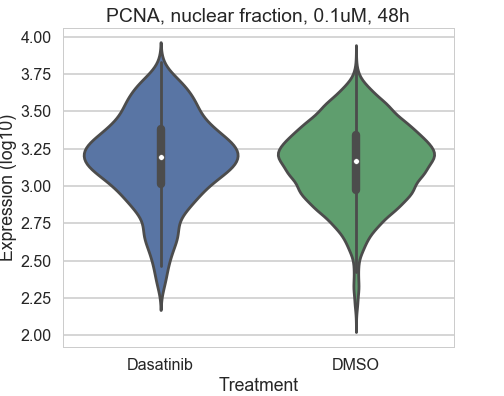 PCNA, nuclear fraction, 0.1uM, 48h
4.00
3.75
3.50
3.25
3.00
2.75
2.50
2.25
2.00
Expression (log10)
Dasatinib DMSO
Treatment